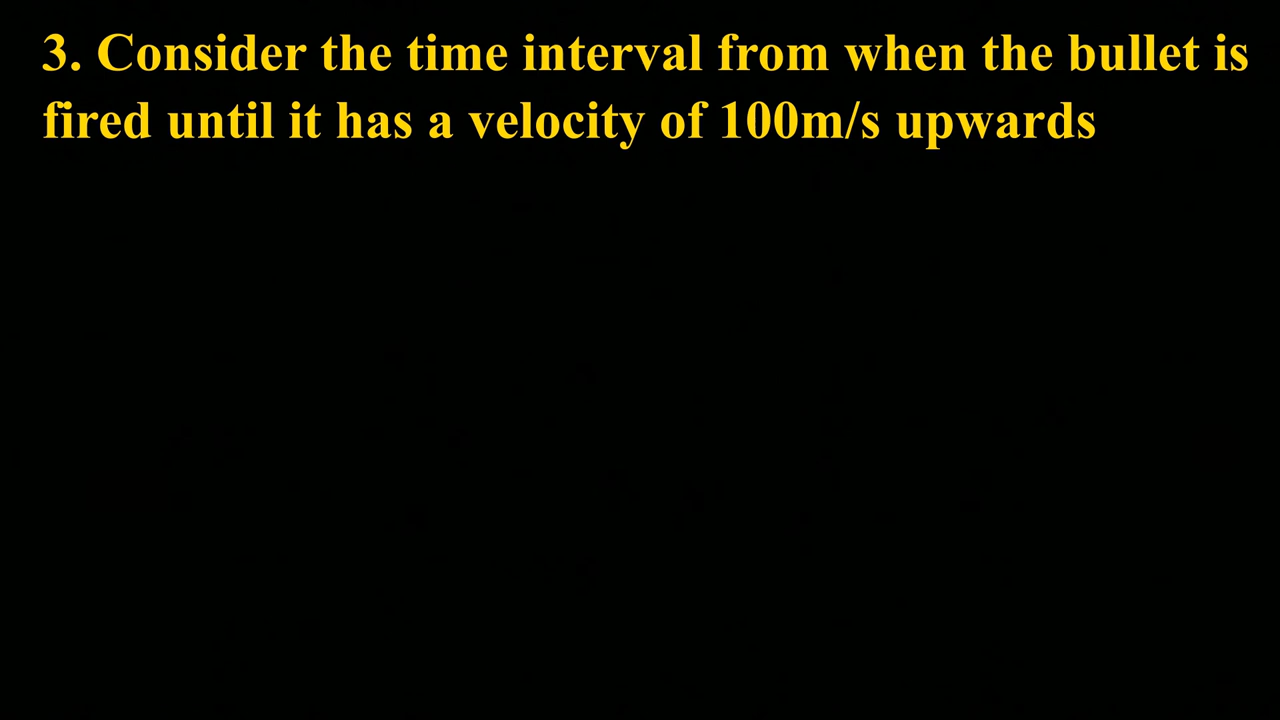 3. Consider the time interval from when the bullet is
fired until it has a velocity of 100m/s upwards